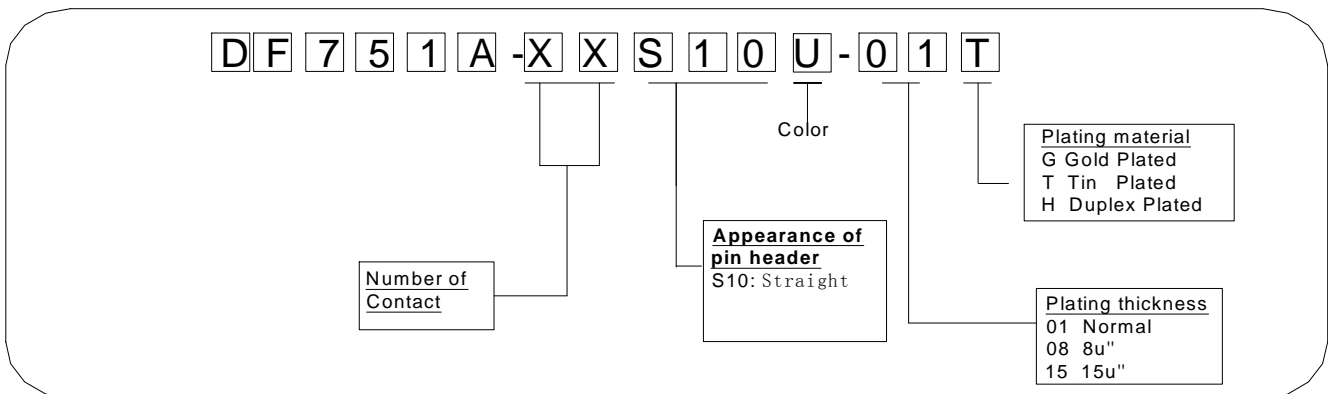 DF751A-XXS10U-01T
Color
Plating material
G Gold Plated
T Tin Plated
H Duplex Plated
Appearance of
pin header
S10: Straight
Number of
Contact
Plating thickness
01 Normal
08 8u"
15 15u"